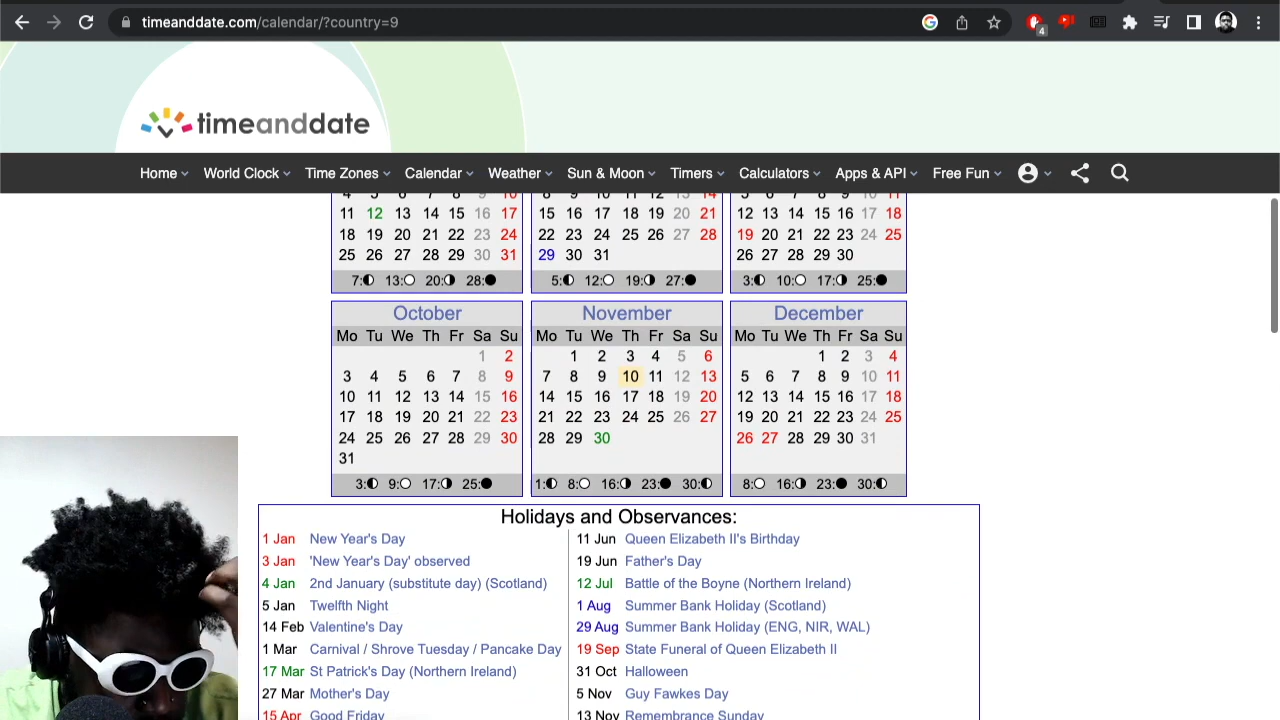 timeanddate.com/calendar/?country=9
4
timeanddate
Home World Clock Time Zones Calendar Weather Sun & Moon Timers Calculators Apps & API Free Fun
11 12 13 14 15 16 17
18 19 20 21 22 23 24
25 26 27 28 29 30 31
7: 13: 20: 28:
15 16 17 18 19 20 21
22 23 24 25 26 27 28
29 30 31
5: 12: 19: 27:
12 13 14 15 16 17 18
19 20 21 22 23 24 25
26 27 28 29 30
3: 10: 17: 25:
October
Mo Tu We Th Fr Sa Su
1 2
3 4 5 6 7 8 9
10 11 12 13 14 15 16
17 18 19 20 21 22 23
24 25 26 27 28 29 30
31
3: 9: 17: 25:
November
Mo Tu We Th Fr Sa Su
1 2 3 4 5 6
7 8 9 10 11 12 13
14 15 16 17 18 19 20
21 22 23 24 25 26 27
28 29 30
1: 8: 16: 23: 30:
December
Mo Tu We Th Fr Sa Su
1 2 3 4
5 6 7 8 9 10 11
12 13 14 15 16 17 18
19 20 21 22 23 24 25
26 27 28 29 30 31
8: 16: 23: 30:
Holidays and Observances:
1 Jan New Year's Day
3 Jan 'New Year's Day' observed
4 Jan 2nd January (substitute day) (Scotland)
5 Jan Twelfth Night
14 Feb Valentine's Day
1 Mar Carnival / Shrove Tuesday / Pancake Day
17 Mar St Patrick's Day (Northern Ireland)
27 Mar Mother's Day
15 Apr Good Friday
11 Jun Queen Elizabeth II's Birthday
19 Jun Father's Day
12 Jul Battle of the Boyne (Northern Ireland)
1 Aug Summer Bank Holiday (Scotland)
29 Aug Summer Bank Holiday (ENG, NIR, WAL)
19 Sep State Funeral of Queen Elizabeth II
31 Oct Halloween
5 Nov Guy Fawkes Day
13 Nov Remembrance Sunday